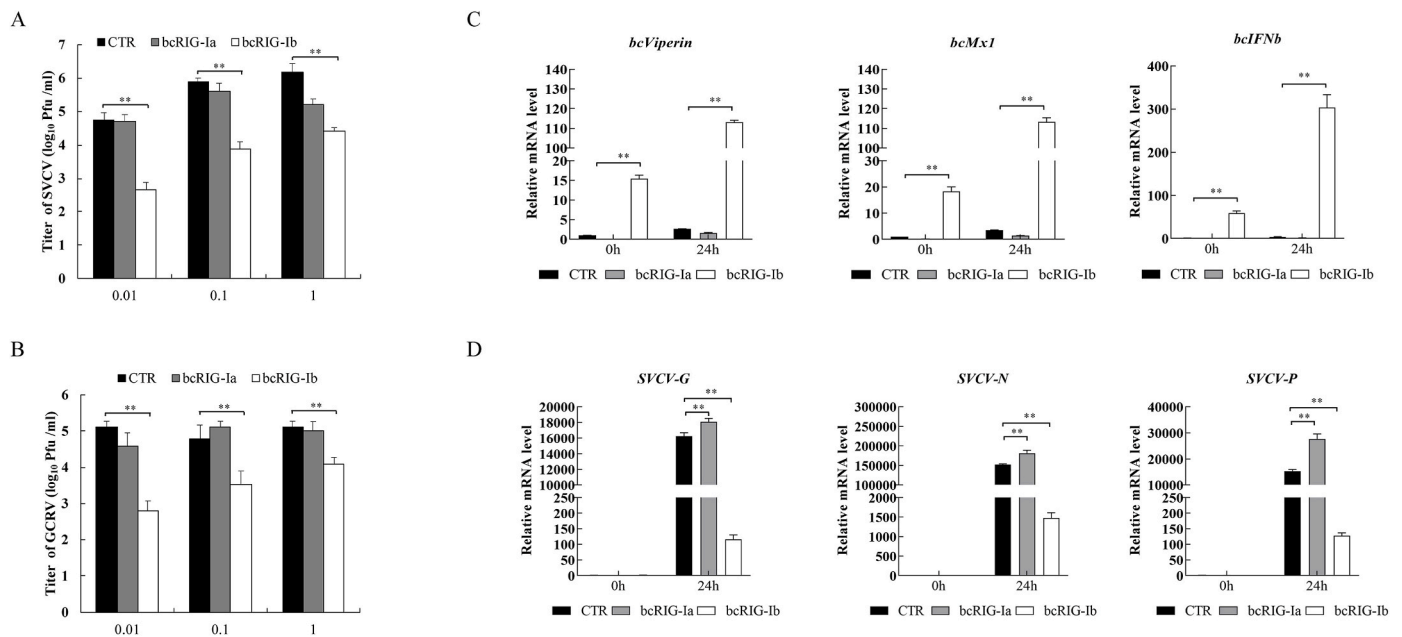 A
CTR bcRIG-Ia bcRIG-Ib
Titer of SVCV (log10 Pfu /ml)
7
6
5
4
3
2
1
0
** ** **
0.01 0.1 1
B
CTR bcRIG-Ia bcRIG-Ib
Titer of GCRV (log10 Pfu /ml)
6
5
4
3
2
1
0
** ** **
0.01 0.1 1
C
bcViperin
Relative mRNA level
140
130
120
110
100
20
15
10
5
0
** **
0h 24h
CTR bcRIG-Ia bcRIG-Ib
bcMx1
Relative mRNA level
140
130
120
110
100
30
20
10
0
** **
0h 24h
CTR bcRIG-Ia bcRIG-Ib
bcIFNb
Relative mRNA level
400
300
200
100
0
** **
0h 24h
CTR bcRIG-Ia bcRIG-Ib
D
SVCV-G
Relative mRNA level
20000
18000
16000
14000
12000
10000
250
200
150
100
50
0
**
**
0h 24h
CTR bcRIG-Ia bcRIG-Ib
SVCV-N
Relative mRNA level
300000
250000
200000
150000
100000
2000
1500
1000
500
0
**
**
0h 24h
CTR bcRIG-Ia bcRIG-Ib
SVCV-P
Relative mRNA level
40000
30000
20000
10000
250
200
150
100
50
0
**
**
0h 24h
CTR bcRIG-Ia bcRIG-Ib